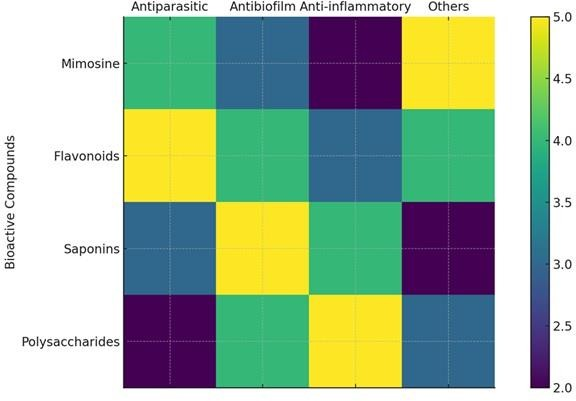 Antiparasitic Antibiofilm Anti-inflammatory Others
Bioactive Compounds
Mimosine
Flavonoids
Saponins
Polysaccharides
5.0
4.5
4.0
3.5
3.0
2.5
2.0